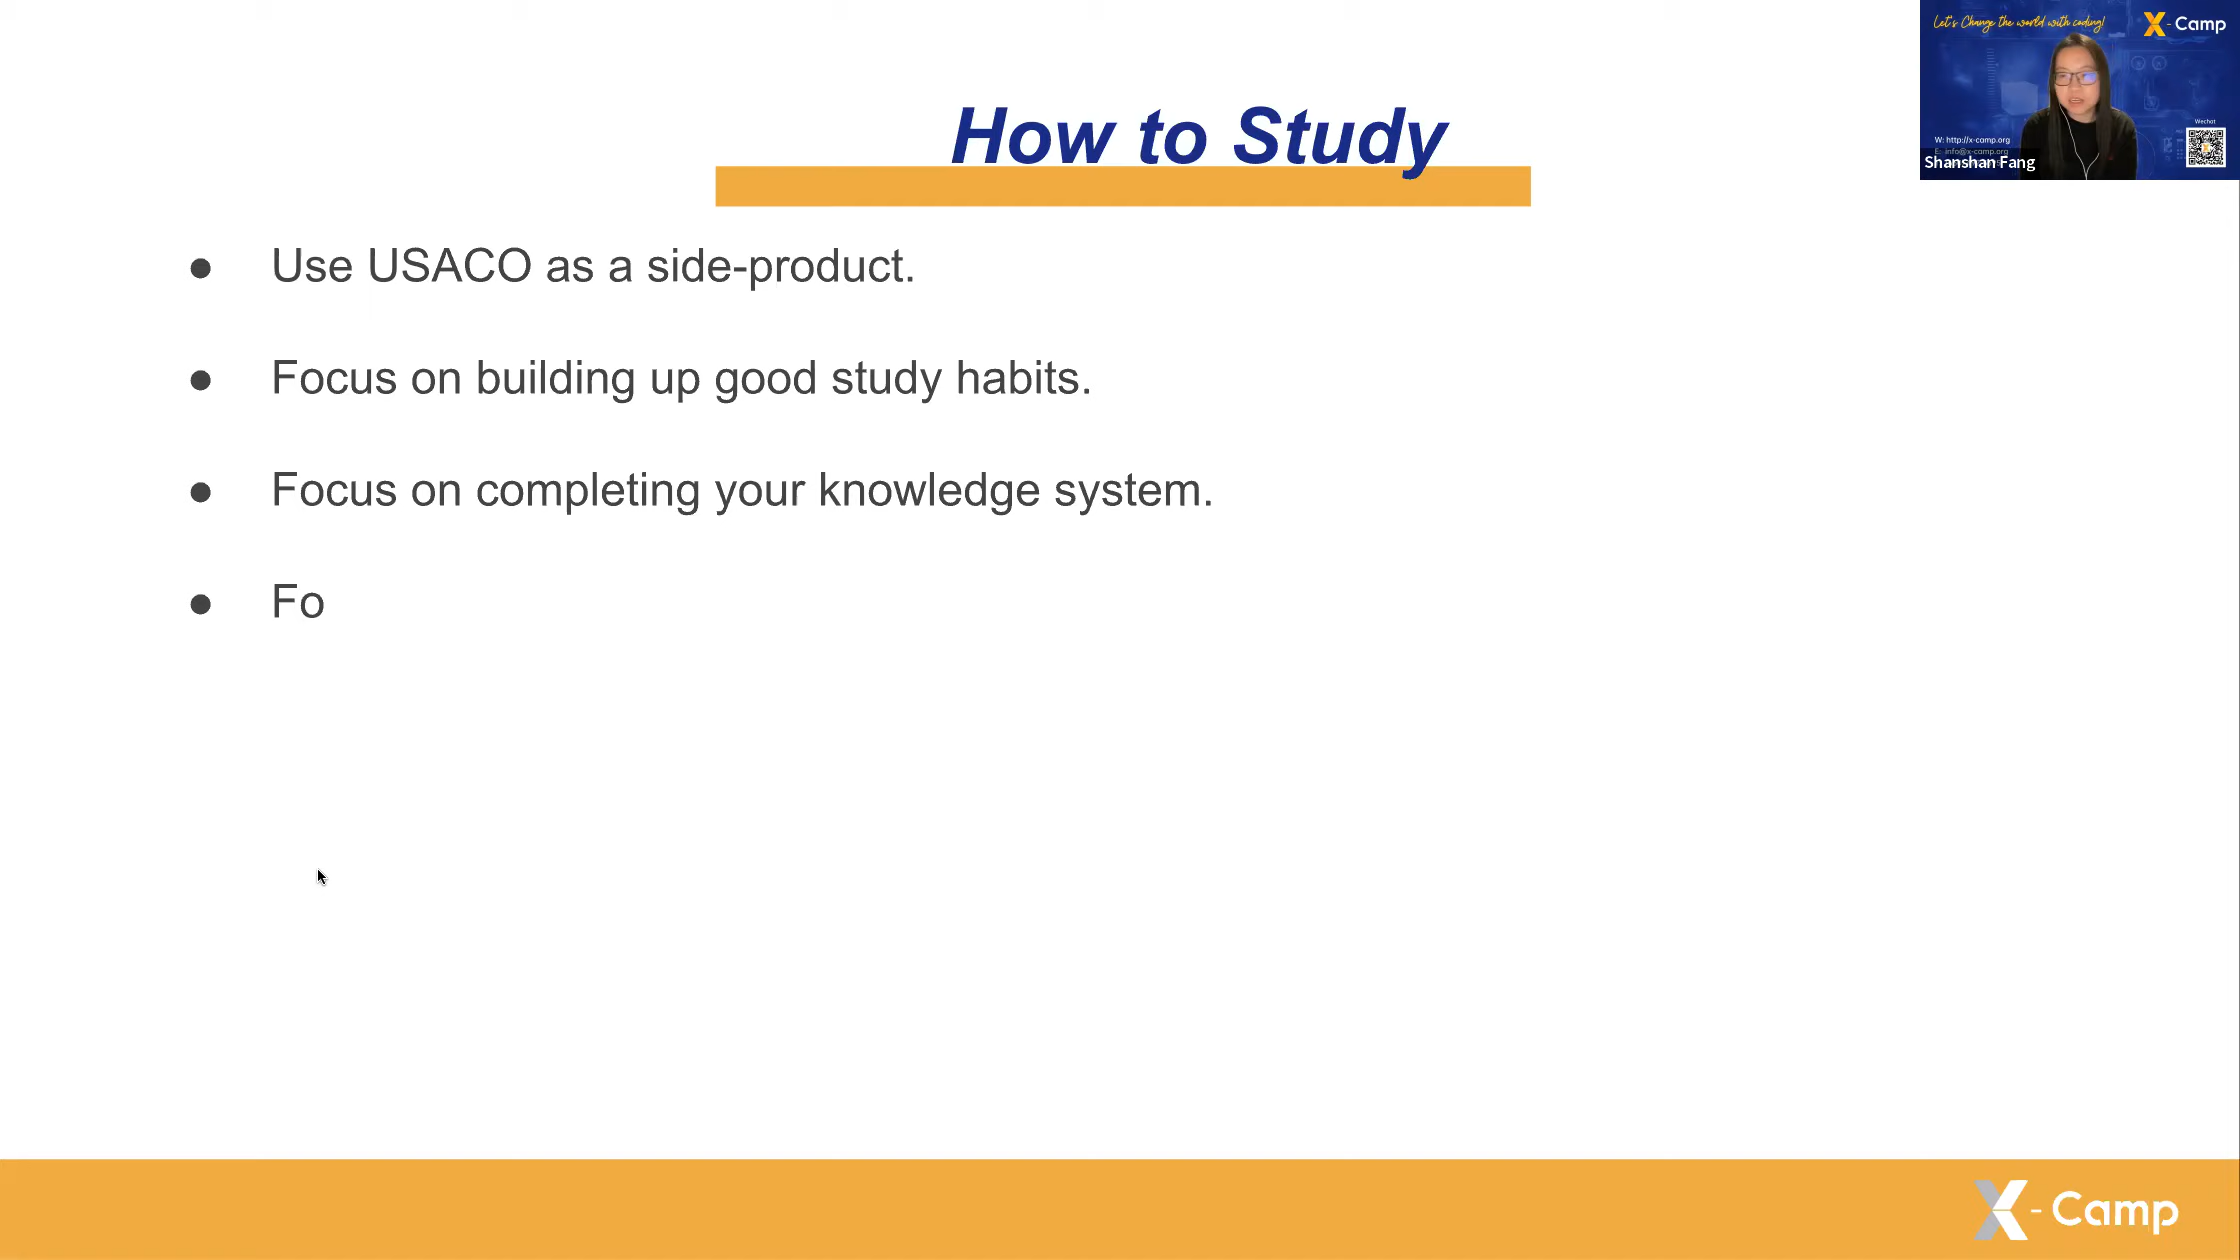 Let's Change the world with coding!
X - Camp
How to Study
Wechat
W: http://x-camp.org
E: info@x-camp.org
Shanshan Fang
● Use USACO as a side-product.
● Focus on building up good study habits.
● Focus on completing your knowledge system.
● Fo
X - Camp